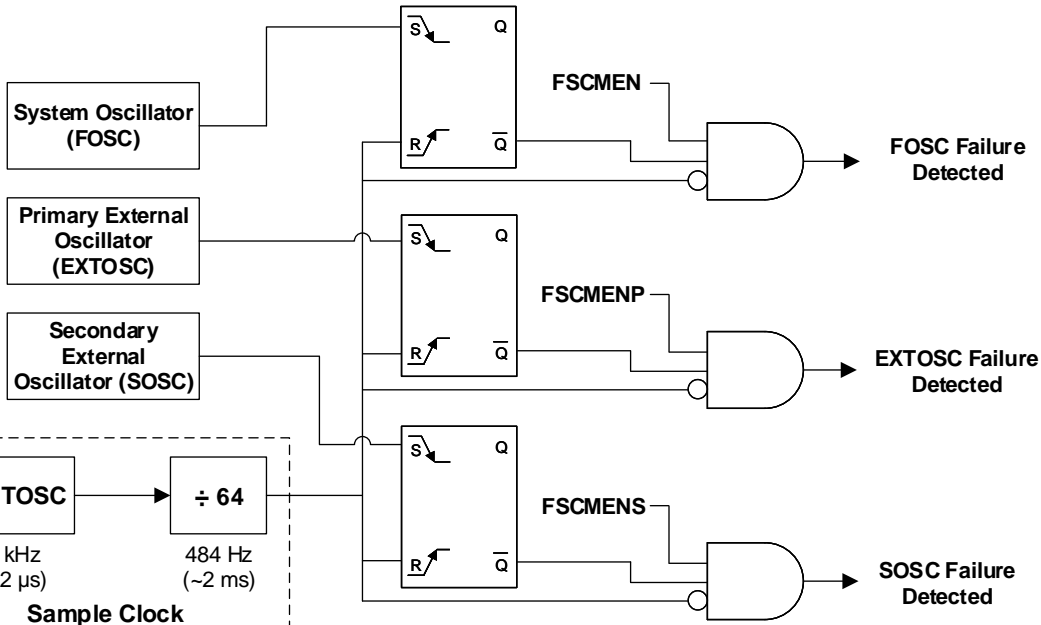 S
Q
FSCMEN
System Oscillator
(FOSC)
R
Q
FOSC Failure
Detected
Primary External
Oscillator
(EXTOSC)
S
Q
FSCMENP
Secondary
External
Oscillator (SOSC)
R
Q
EXTOSC Failure
Detected
S
Q
TOSC
÷ 64
FSCMENS
kHz
2 µs)
484 Hz
(~2 ms)
R
Q
SOSC Failure
Detected
Sample Clock